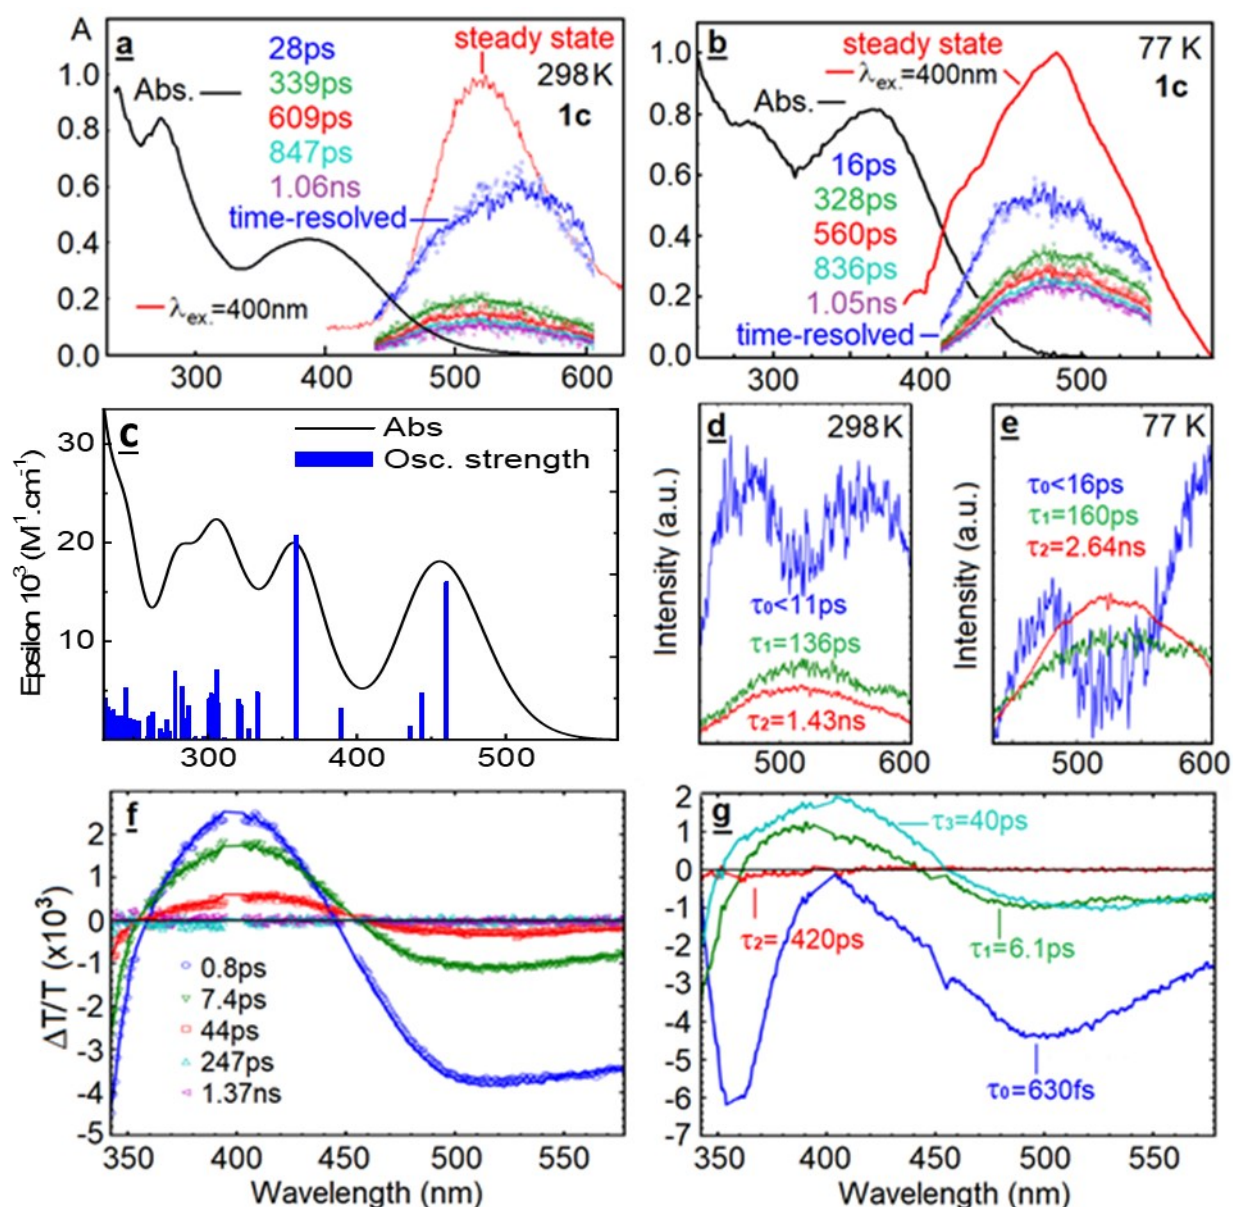 A
a
28ps
339ps
609ps
847ps
1.06ns
time-resolved
steady state
298K
1c
Abs.
λex.=400nm
1.0
0.8
0.6
0.4
0.2
0.0
300 400 500 600
b
steady state
λex.=400nm
77 K
1c
Abs.
16ps
328ps
560ps
836ps
1.05ns
time-resolved
1.0
0.8
0.6
0.4
0.2
0.0
300 400 500
c
Abs
Osc. strength
Epsilon 10³ (M⁻¹.cm⁻¹)
30
20
10
300 400 500
d 298K
Intensity (a.u.)
τ₀<11ps
τ₁=136ps
τ₂=1.43ns
500 600
e 77 K
Intensity (a.u.)
τ₀<16ps
τ₁=160ps
τ₂=2.64ns
500 600
f
ΔT/T (x10³)
2
1
0
-1
-2
-3
-4
-5
0.8ps
7.4ps
44ps
247ps
1.37ns
350 400 450 500 550
Wavelength (nm)
g
2
1
0
-1
-2
-3
-4
-5
-6
-7
τ₃=40ps
τ₂= 420ps
τ₁=6.1ps
τ₀=630fs
350 400 450 500 550
Wavelength (nm)